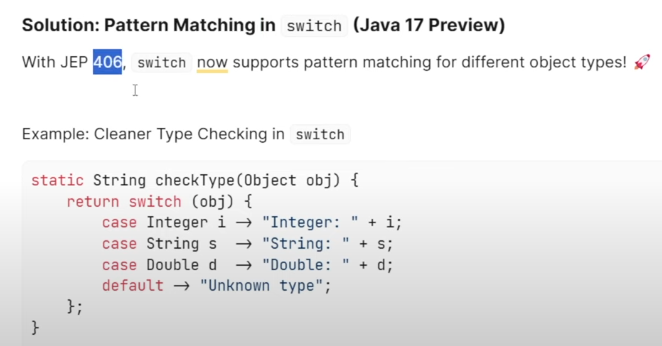 Solution: Pattern Matching in switch (Java 17 Preview)
With JEP 406, switch now supports pattern matching for different object types! 🚀
Example: Cleaner Type Checking in switch
static String checkType(Object obj) {
    return switch (obj) {
        case Integer i → "Integer: " + i;
        case String s  → "String: " + s;
        case Double d  → "Double: " + d;
        default → "Unknown type";
    };
}